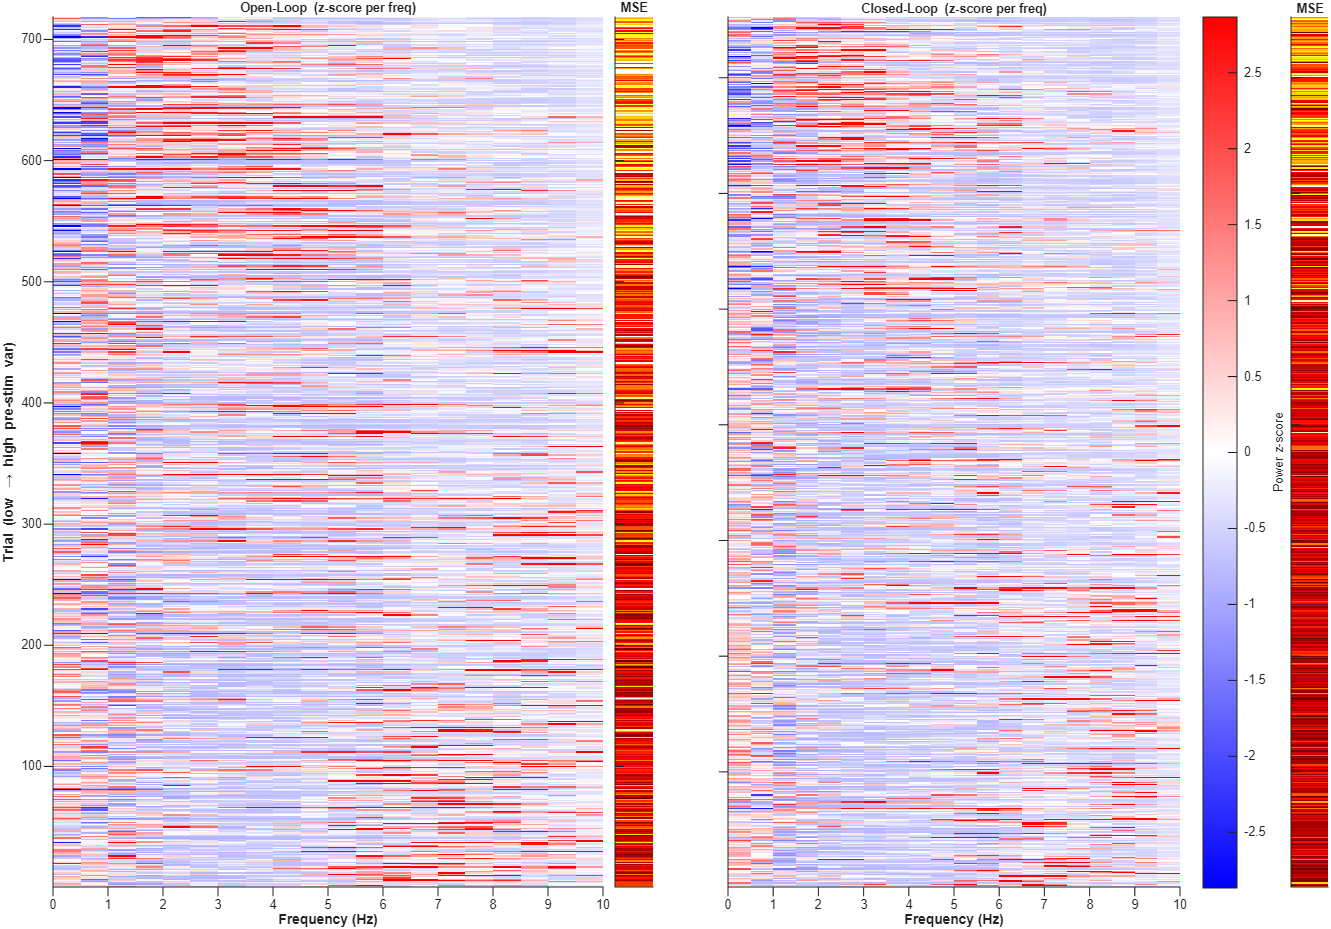 Open-Loop (z-score per freq)
MSE
Closed-Loop (z-score per freq)
MSE
Trial (low → high pre-stim var)
700
600
500
400
300
200
100
0 1 2 3 4 5 6 7 8 9 10
Frequency (Hz)
0 1 2 3 4 5 6 7 8 9 10
Frequency (Hz)
2.5
2
1.5
1
0.5
0
-0.5
-1
-1.5
-2
-2.5
Power z-score